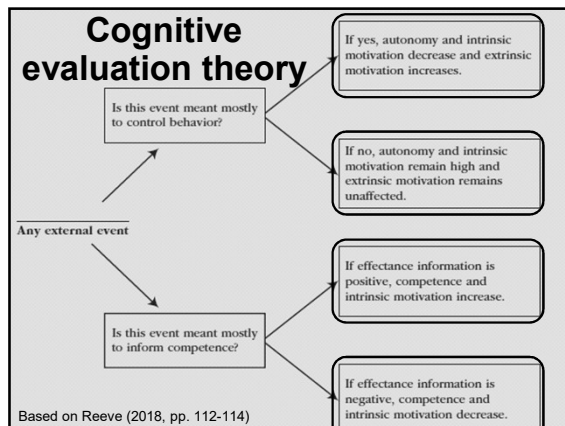 Cognitive
evaluation theory
If yes, autonomy and intrinsic
motivation decrease and extrinsic
motivation increases.
Is this event meant mostly
to control behavior?
If no, autonomy and intrinsic
motivation remain high and
extrinsic motivation remains
unaffected.
Any external event
If effectance information is
positive, competence and
intrinsic motivation increase.
Is this event meant mostly
to inform competence?
If effectance information is
negative, competence and
intrinsic motivation decrease.
Based on Reeve (2018, pp. 112-114)